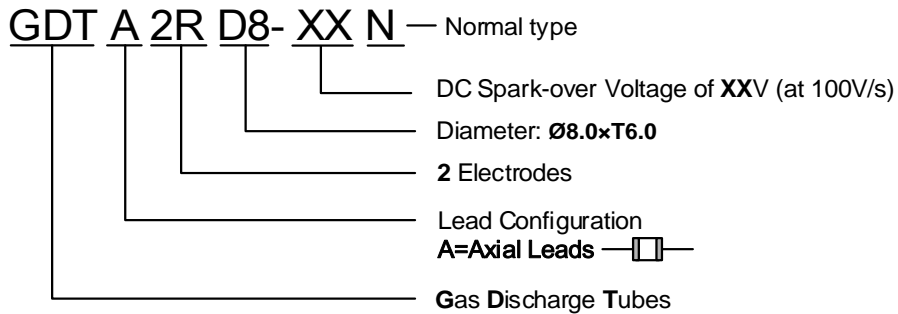 GDT A 2R D8- XX N Normal type
DC Spark-over Voltage of XXV (at 100V/s)
Diameter: Ø8.0×T6.0
2 Electrodes
Lead Configuration
A=Axial Leads
Gas Discharge Tubes